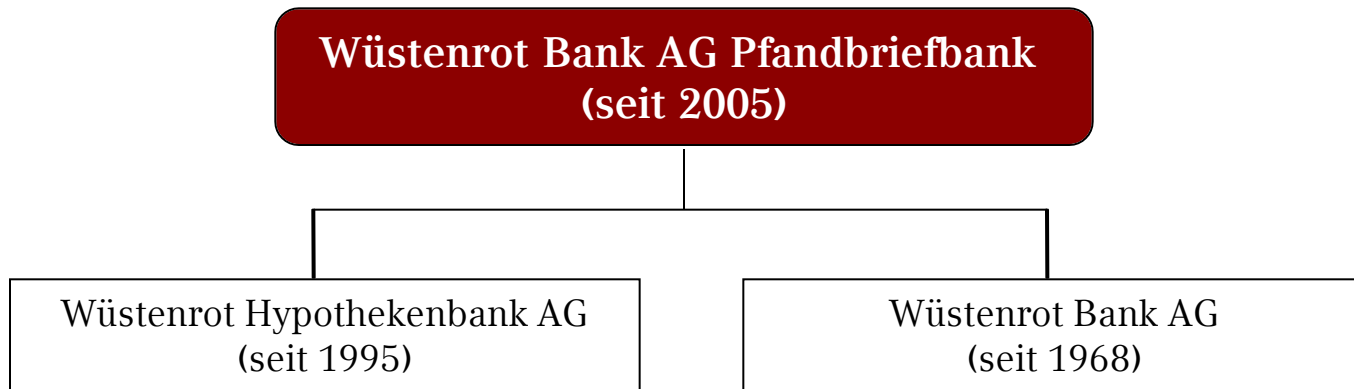 Wüstenrot Bank AG Pfandbriefbank
(seit 2005)
Wüstenrot Hypothekenbank AG
(seit 1995)
Wüstenrot Bank AG
(seit 1968)